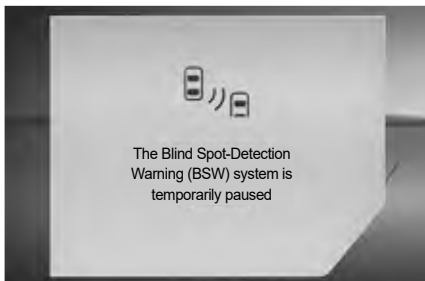 The Blind Spot-Detection
Warning (BSW) system is
temporarily paused